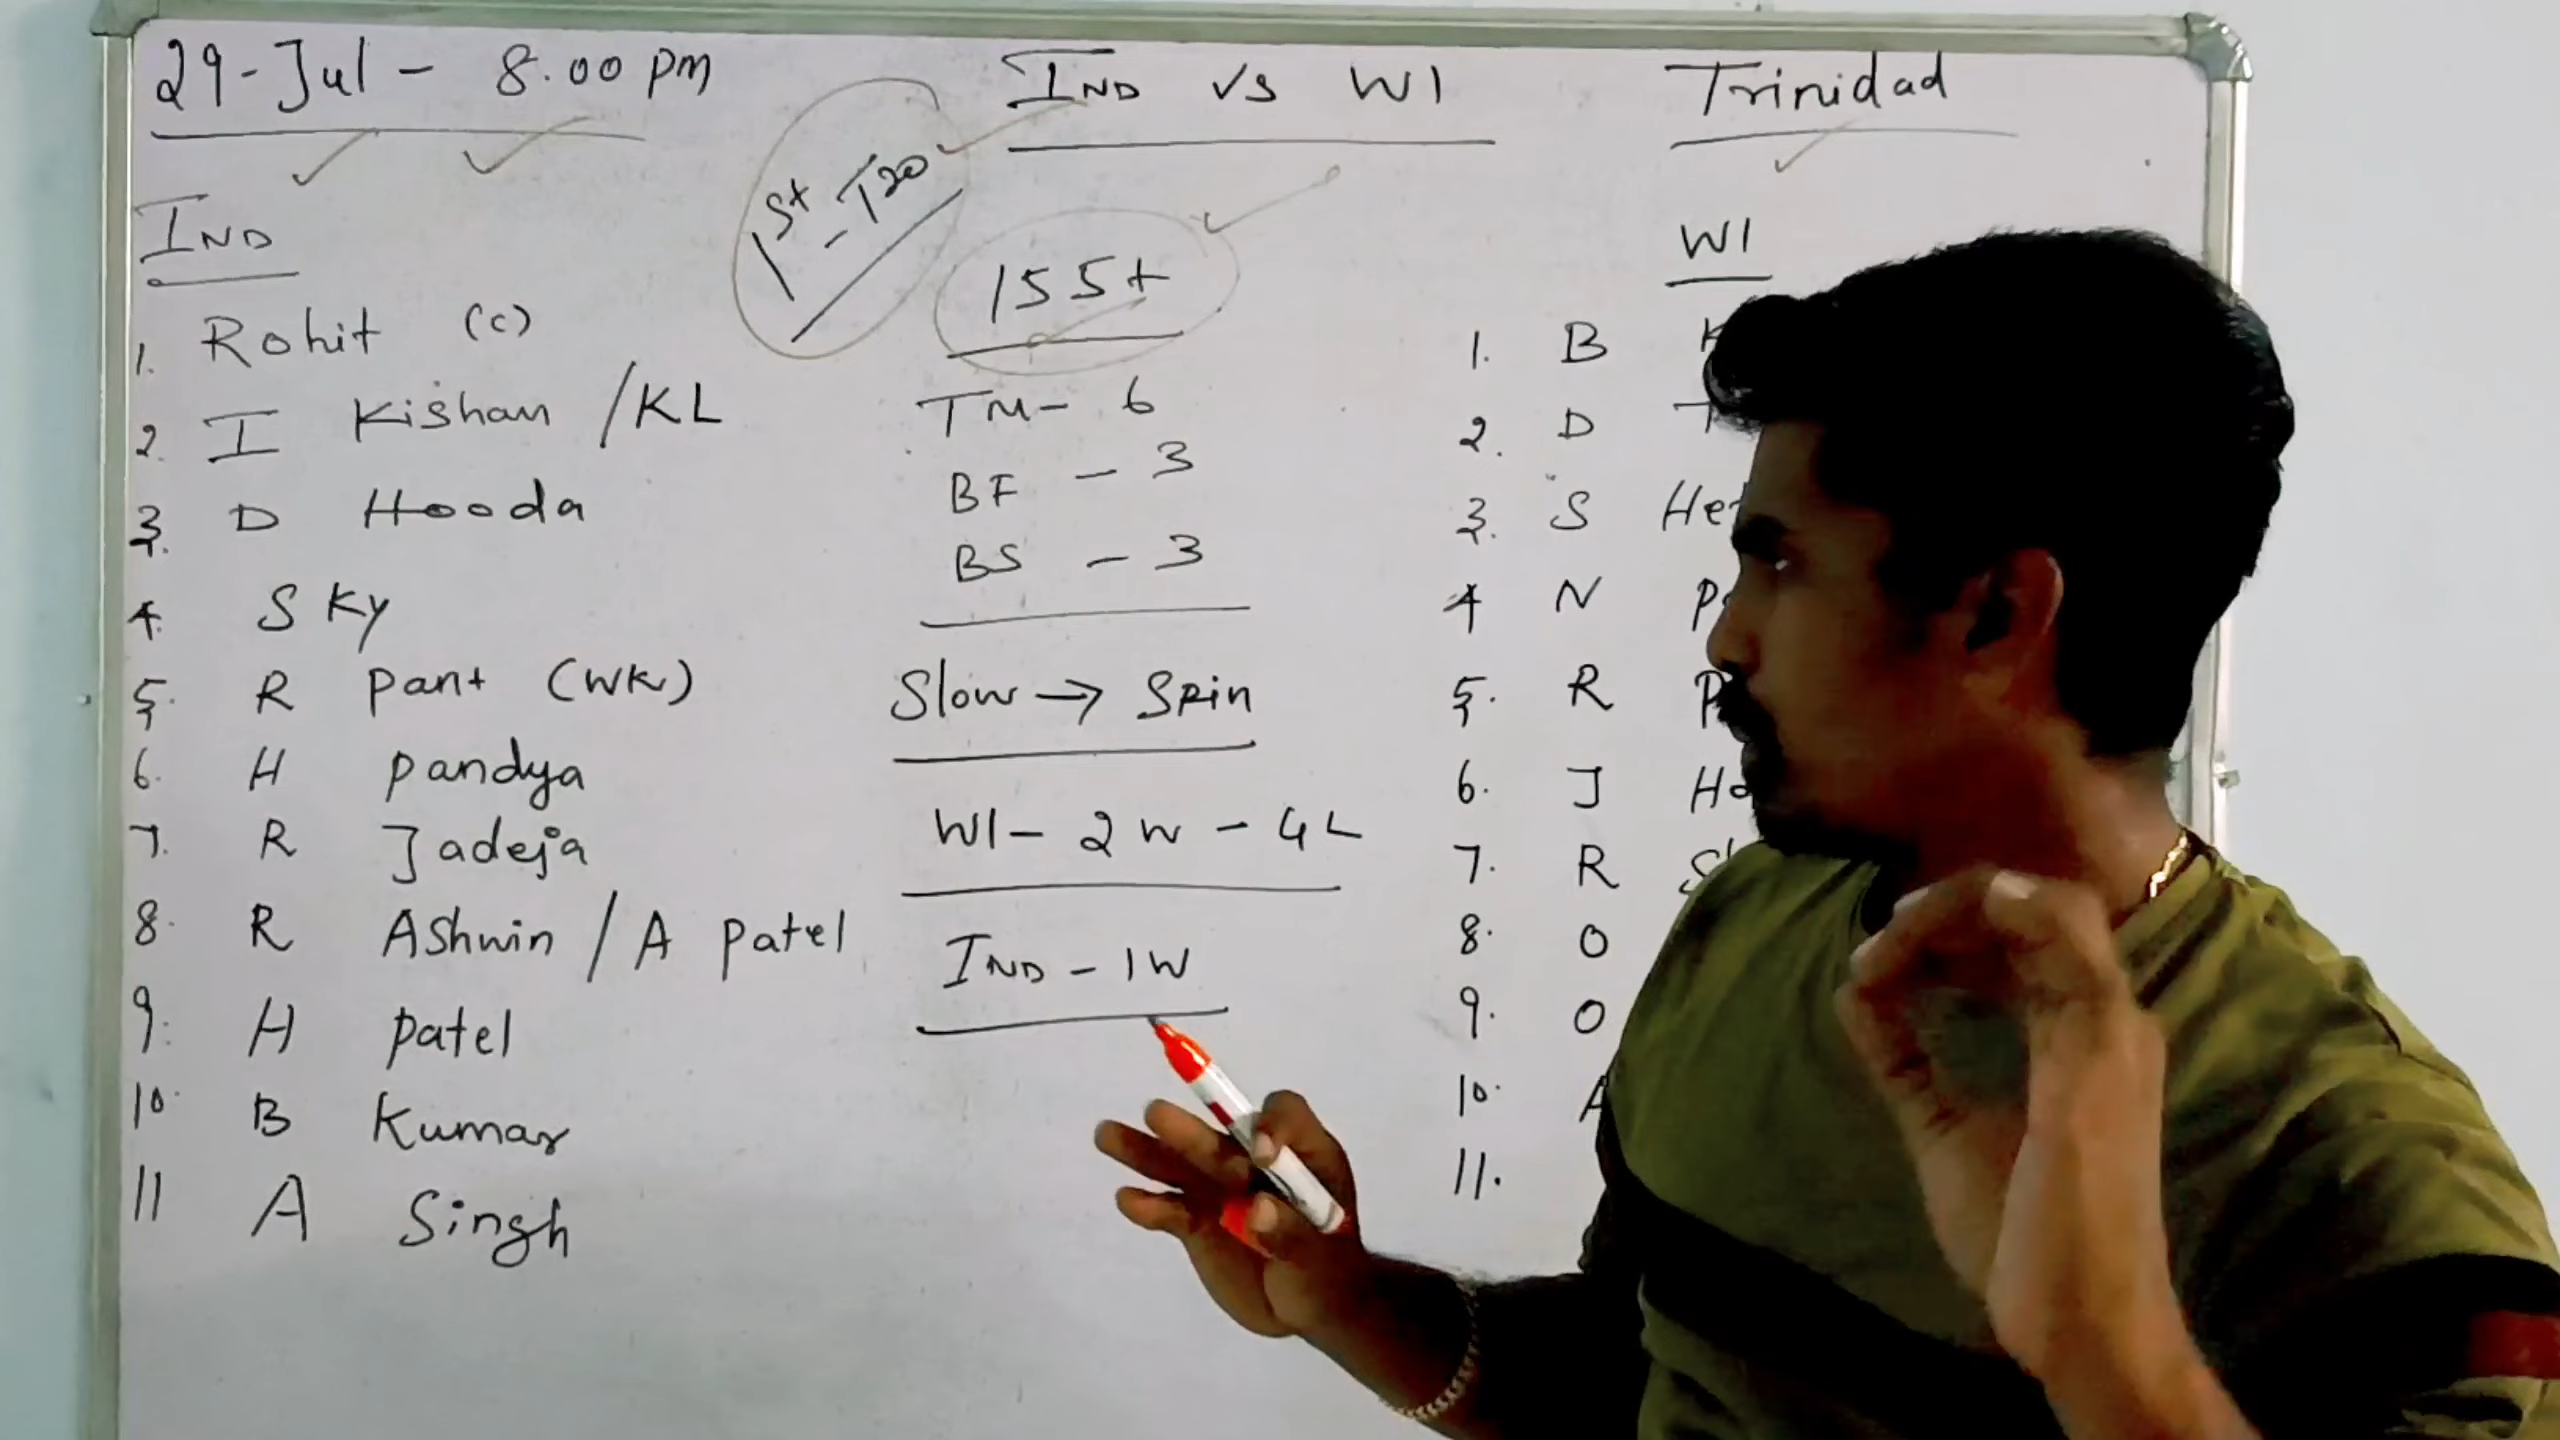 29-Jul - 8.00 pm
IND vs WI
Trinidad
1st - T20
IND
1. Rohit (c)
2. I Kishan /KL
3. D Hooda
4. SKY
5. R Pant (WK)
6. H Pandya
7. R Jadeja
8. R Ashwin / A Patel
9. H Patel
10. B Kumar
11 A Singh
155+
TM- 6
BF - 3
BS - 3
Slow → Spin
WI - 2W - 4L
IND - 1W
WI
1. B
2. D
3. S
4 N
5. R
6. J
7. R
8. O
9. O
10. A
11.